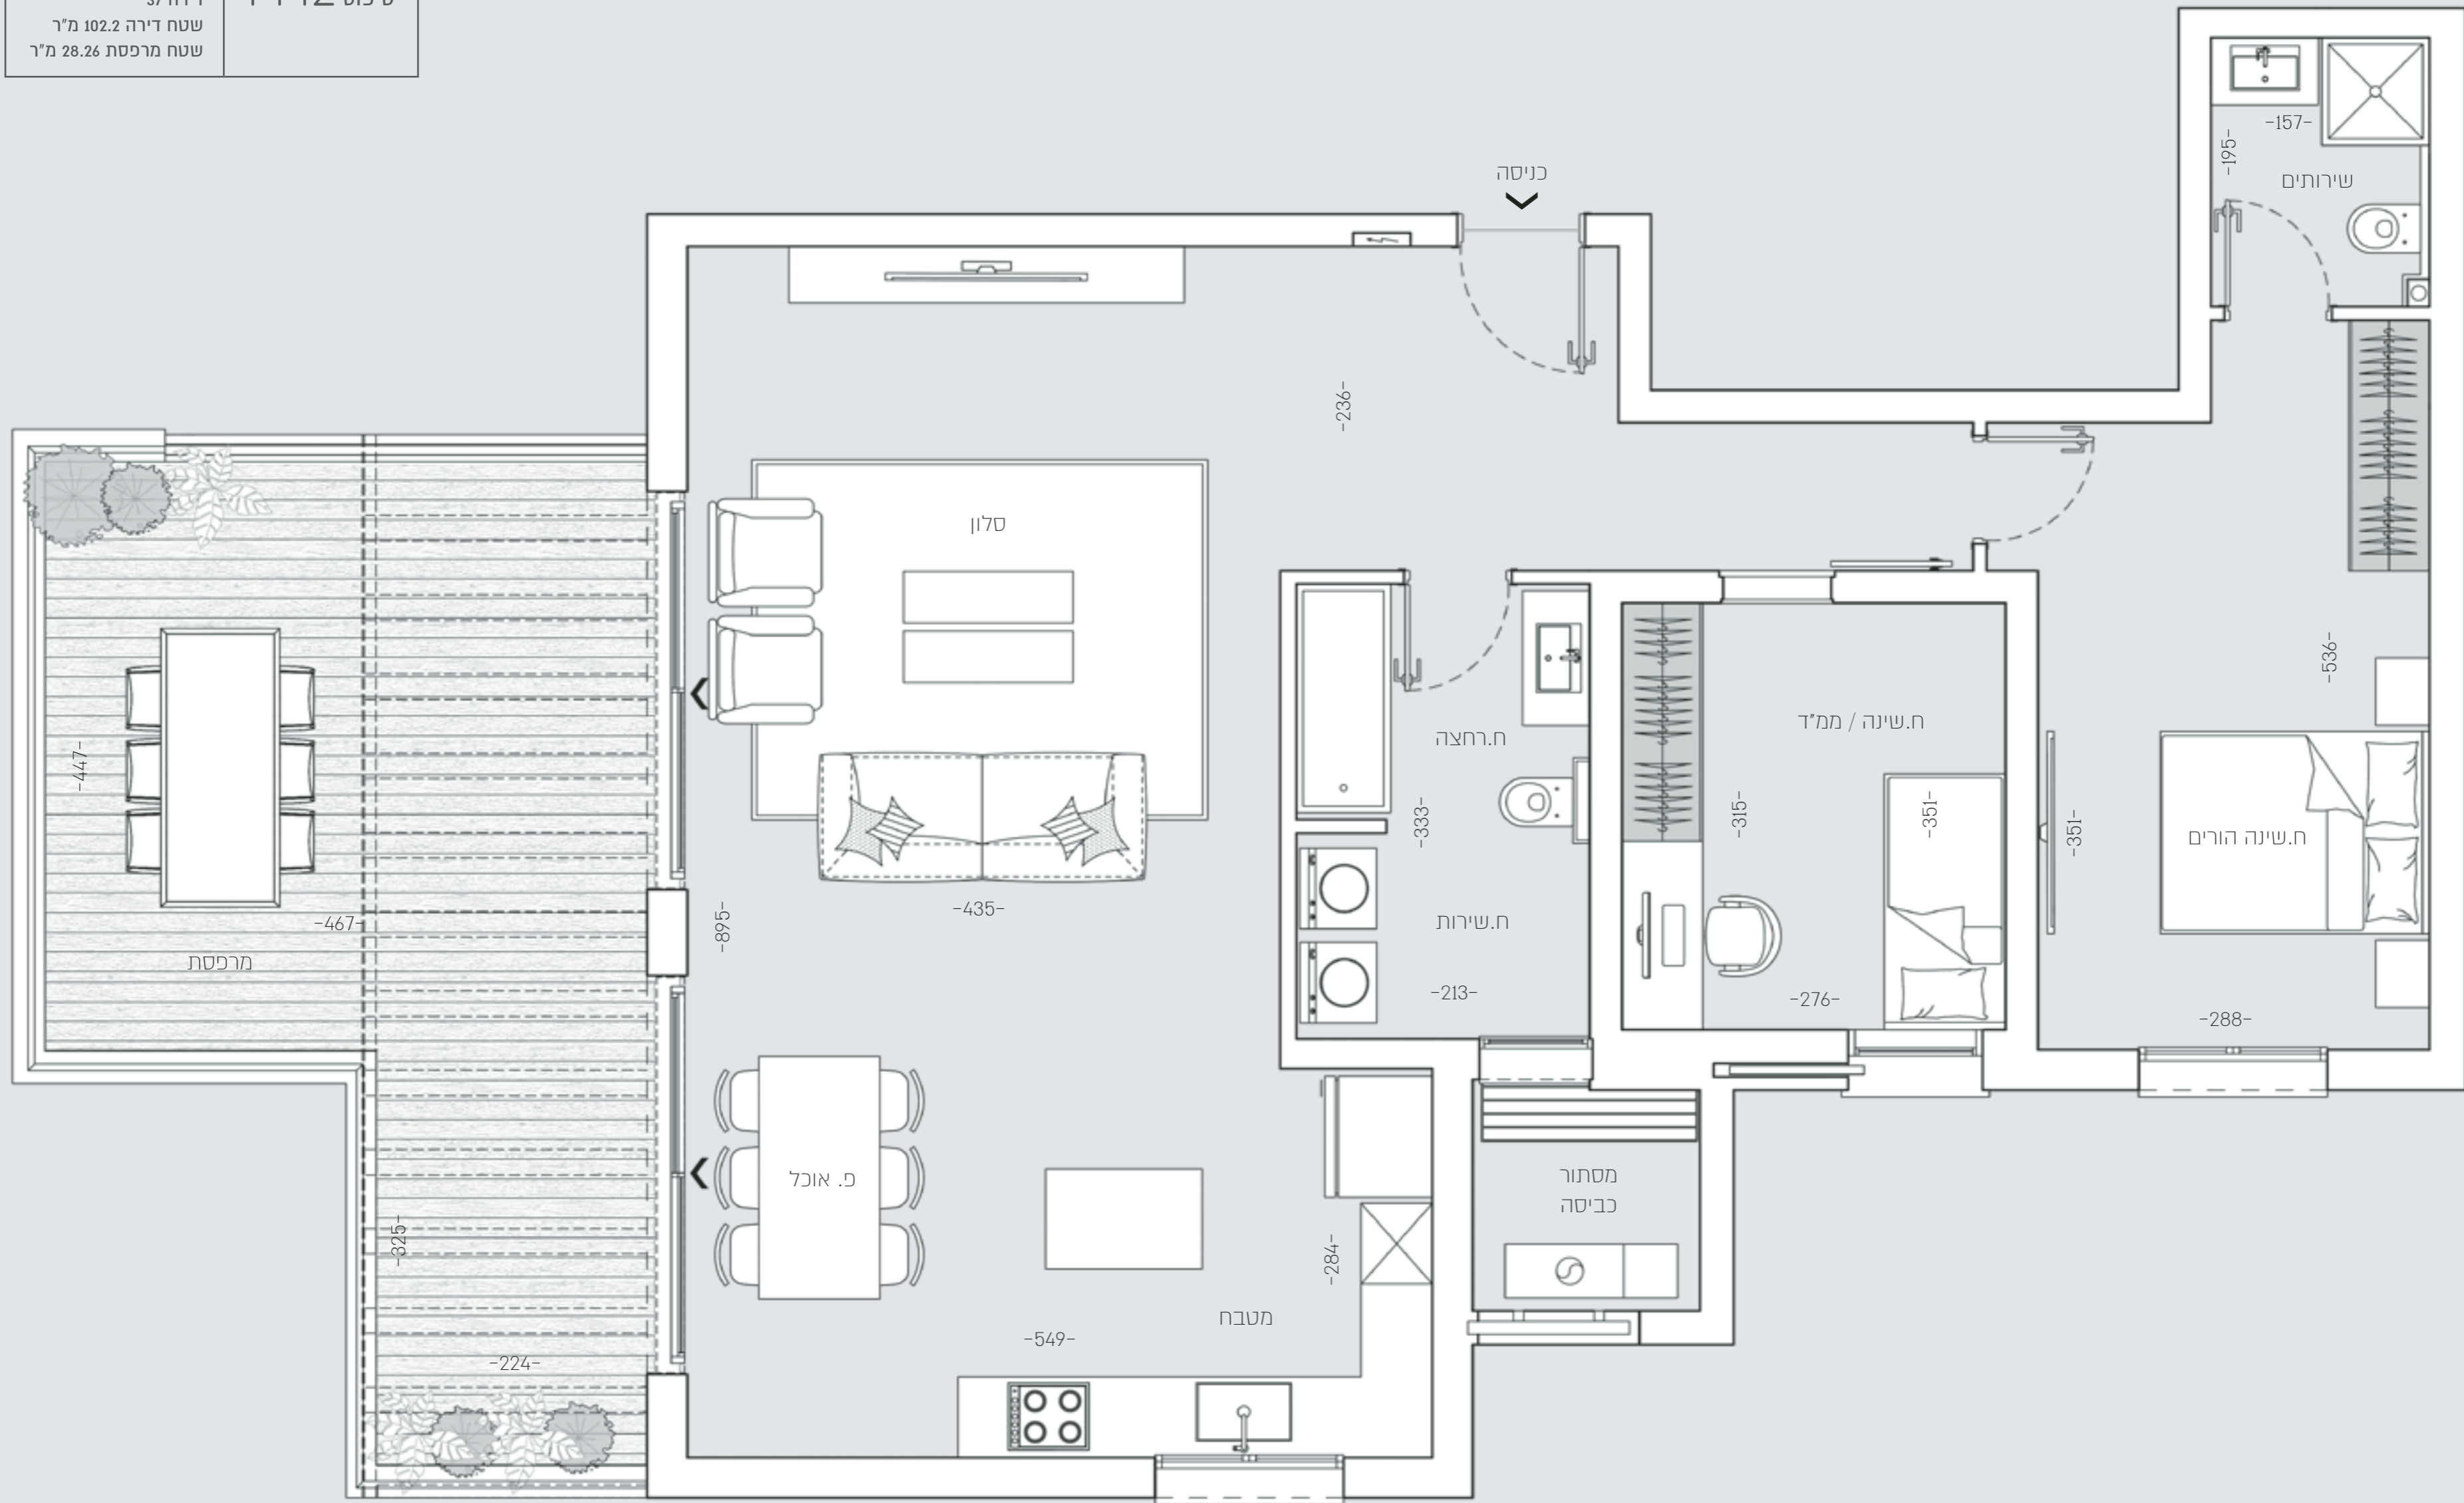 שטח דירה 102.2 מ"ר
שטח מרפסת 28.26 מ"ר
-157-
-195-
שירותים
כניסה
-236-
סלון
-536-
ח.שינה / ממ"ד
ח.רחצה
-447-
-333-
-315-
-351-
-351-
ח.שינה הורים
-467-
-895-
-435-
ח.שירות
מרפסת
-213-
-276-
-288-
פ. אוכל
מסתור
כביסה
-325-
-284-
מטבח
-549-
-224-